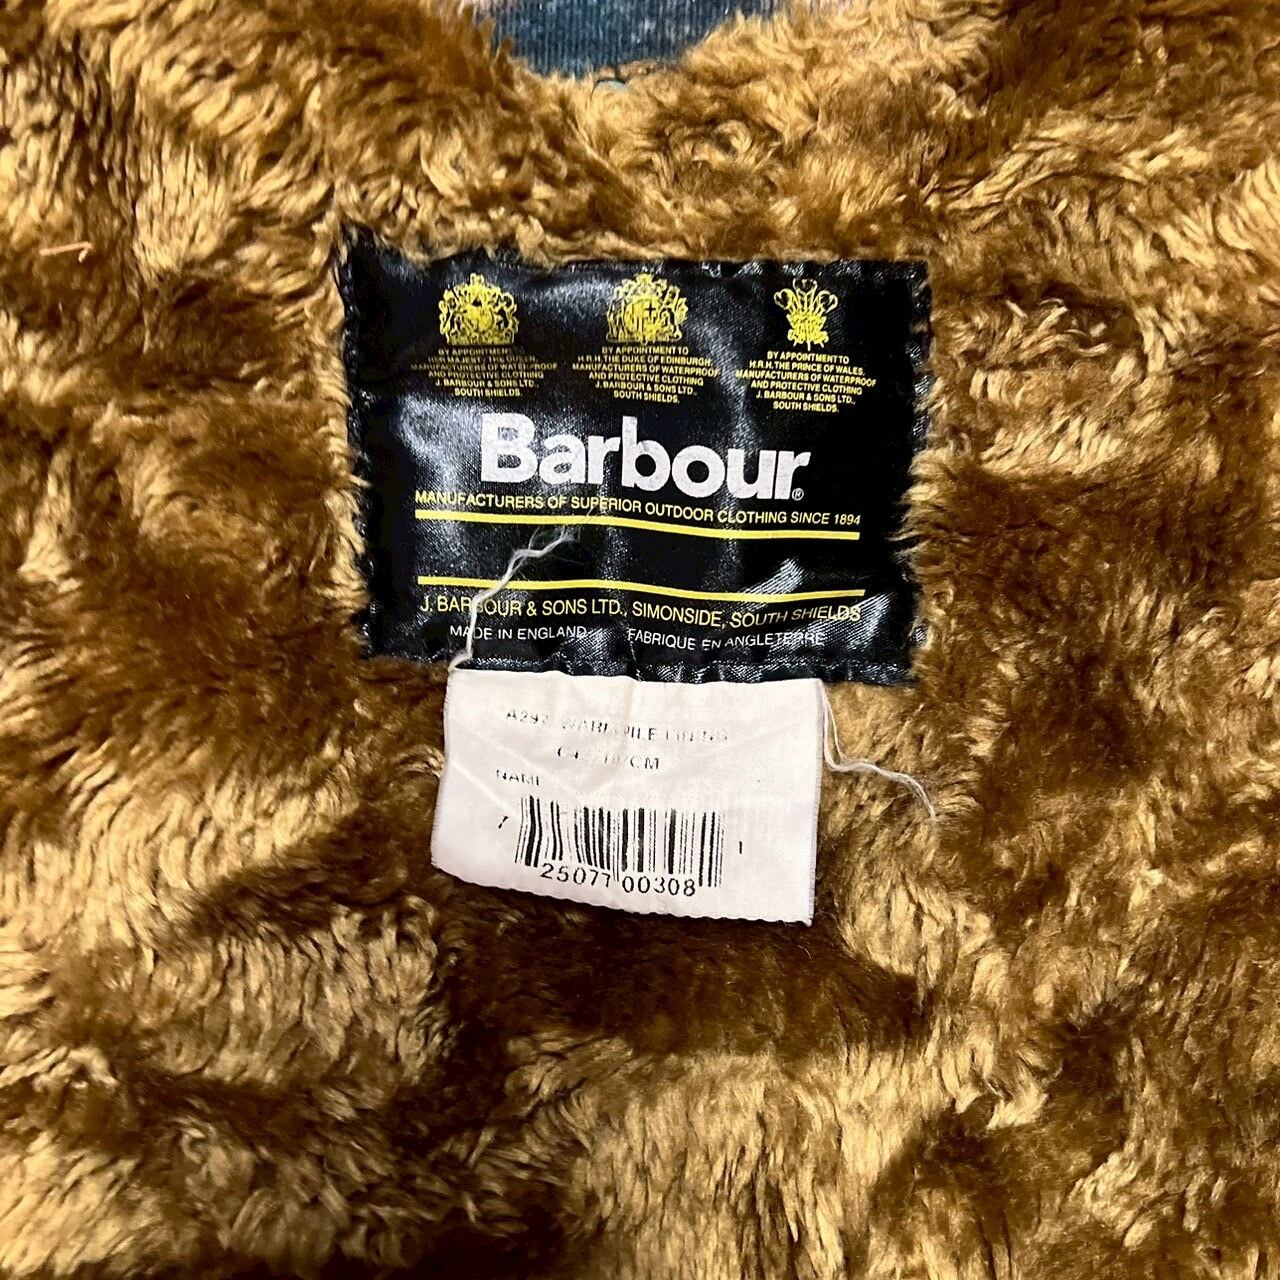 BY APPOINTMENT
HER MAJESTY THE QUEEN,
MANUFACTURERS OF WATERPROOF
AND PROTECTIVE CLOTHING
J. BARBOUR & SONS LTD.
SOUTH SHIELDS.
BY APPOINTMENT TO
H.R.H. THE DUKE OF EDINBURGH:
MANUFACTURERS OF WATERPROOF
AND PROTECTIVE CLOTHING
J. BARBOUR & SONS LTD.,
SOUTH SHIELDS.
BY APPOINTMENT TO
H.R.H. THE PRINCE OF WALES,
MANUFACTURERS OF WATERPROOF
AND PROTECTIVE CLOTHING
J. BARBOUR & SONS LTD.,
SOUTH SHIELDS.
Barbour®
MANUFACTURERS OF SUPERIOR OUTDOOR CLOTHING SINCE 1894
J. BARBOUR & SONS LTD., SIMONSIDE, SOUTH SHIELDS
MADE IN ENGLAND FABRIQUE EN ANGLETERRE
NAME
7 25077 00308 1